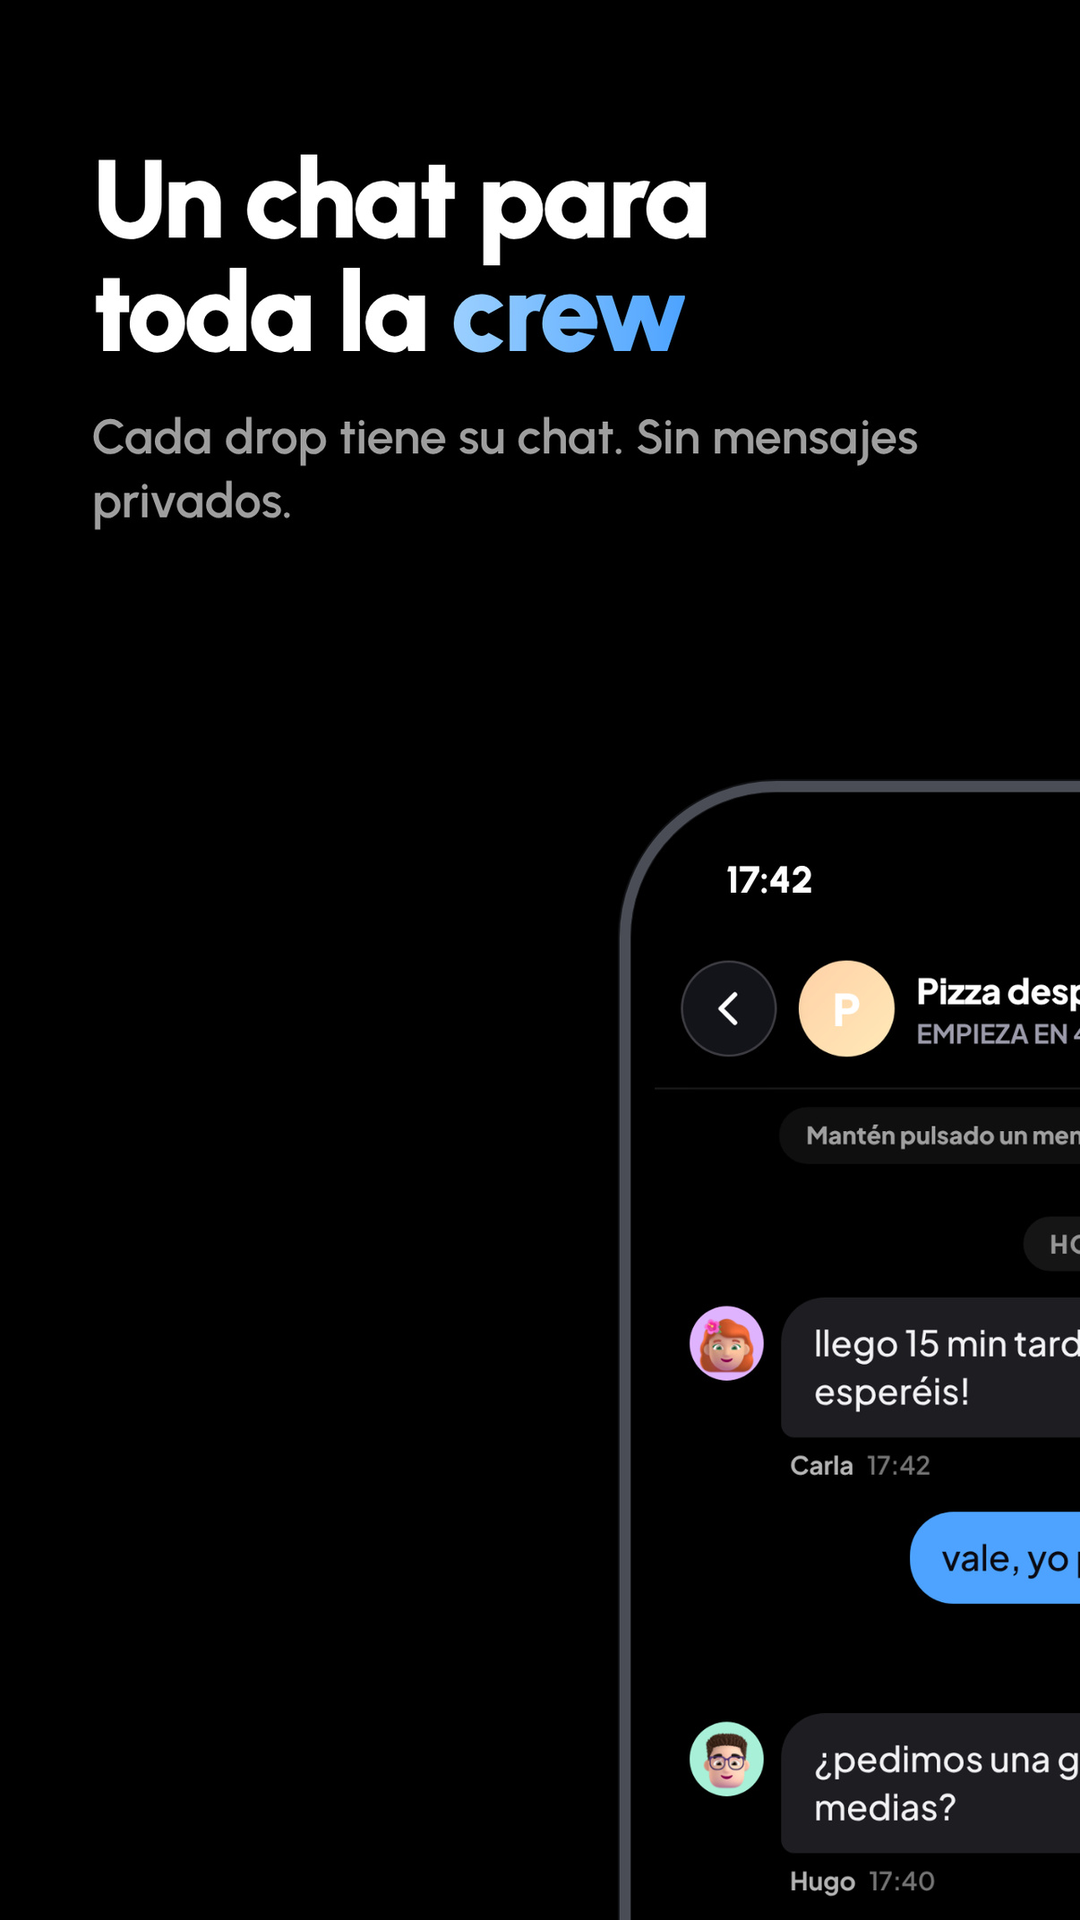 Un chat para
toda la crew
Cada drop tiene su chat. Sin mensajes
privados.
17:42
P
Pizza desp
EMPIEZA EN 4
Mantén pulsado un men
HO
llego 15 min tard
esperéis!
Carla 17:42
vale, yo p
¿pedimos una g
medias?
Hugo 17:40